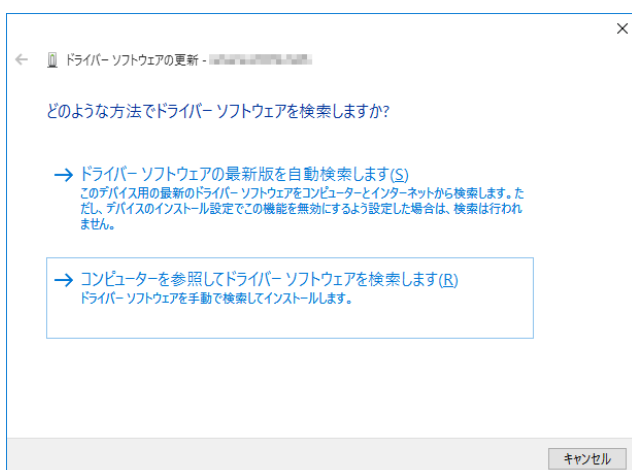 ドライバー ソフトウェアの更新 -
どのような方法でドライバー ソフトウェアを検索しますか?
→ ドライバー ソフトウェアの最新版を自動検索します(S)
このデバイス用の最新のドライバー ソフトウェアをコンピューターとインターネットから検索します。た
だし、デバイスのインストール設定でこの機能を無効にするよう設定した場合は、検索は行われ
ません。
→ コンピューターを参照してドライバー ソフトウェアを検索します(R)
ドライバー ソフトウェアを手動で検索してインストールします。
キャンセル